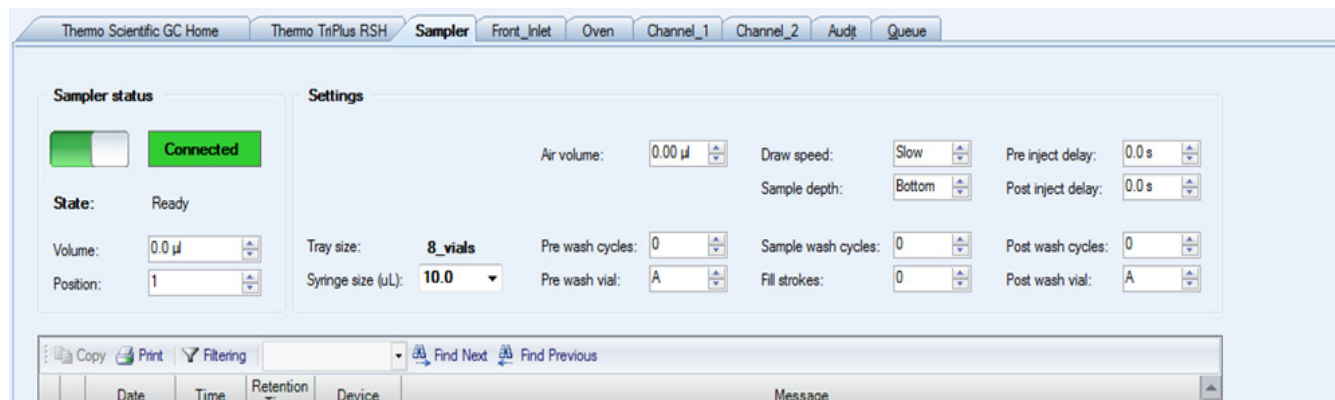 Thermo Scientific GC Home Thermo TriPlus RSH Sampler Front_Inlet Oven Channel_1 Channel_2 Audit Queue
Sampler status Settings
Connected Air volume: 0.00 µl Draw speed: Slow Pre inject delay: 0.0 s
Sample depth: Bottom Post inject delay: 0.0 s
State: Ready
Volume: 0.0 µl Tray size: 8_vials Pre wash cycles: 0 Sample wash cycles: 0 Post wash cycles: 0
Position: 1 Syringe size (uL): 10.0 Pre wash vial: A Fill strokes: 0 Post wash vial: A
Copy Print Filtering Find Next Find Previous
Date Time Retention Device Message